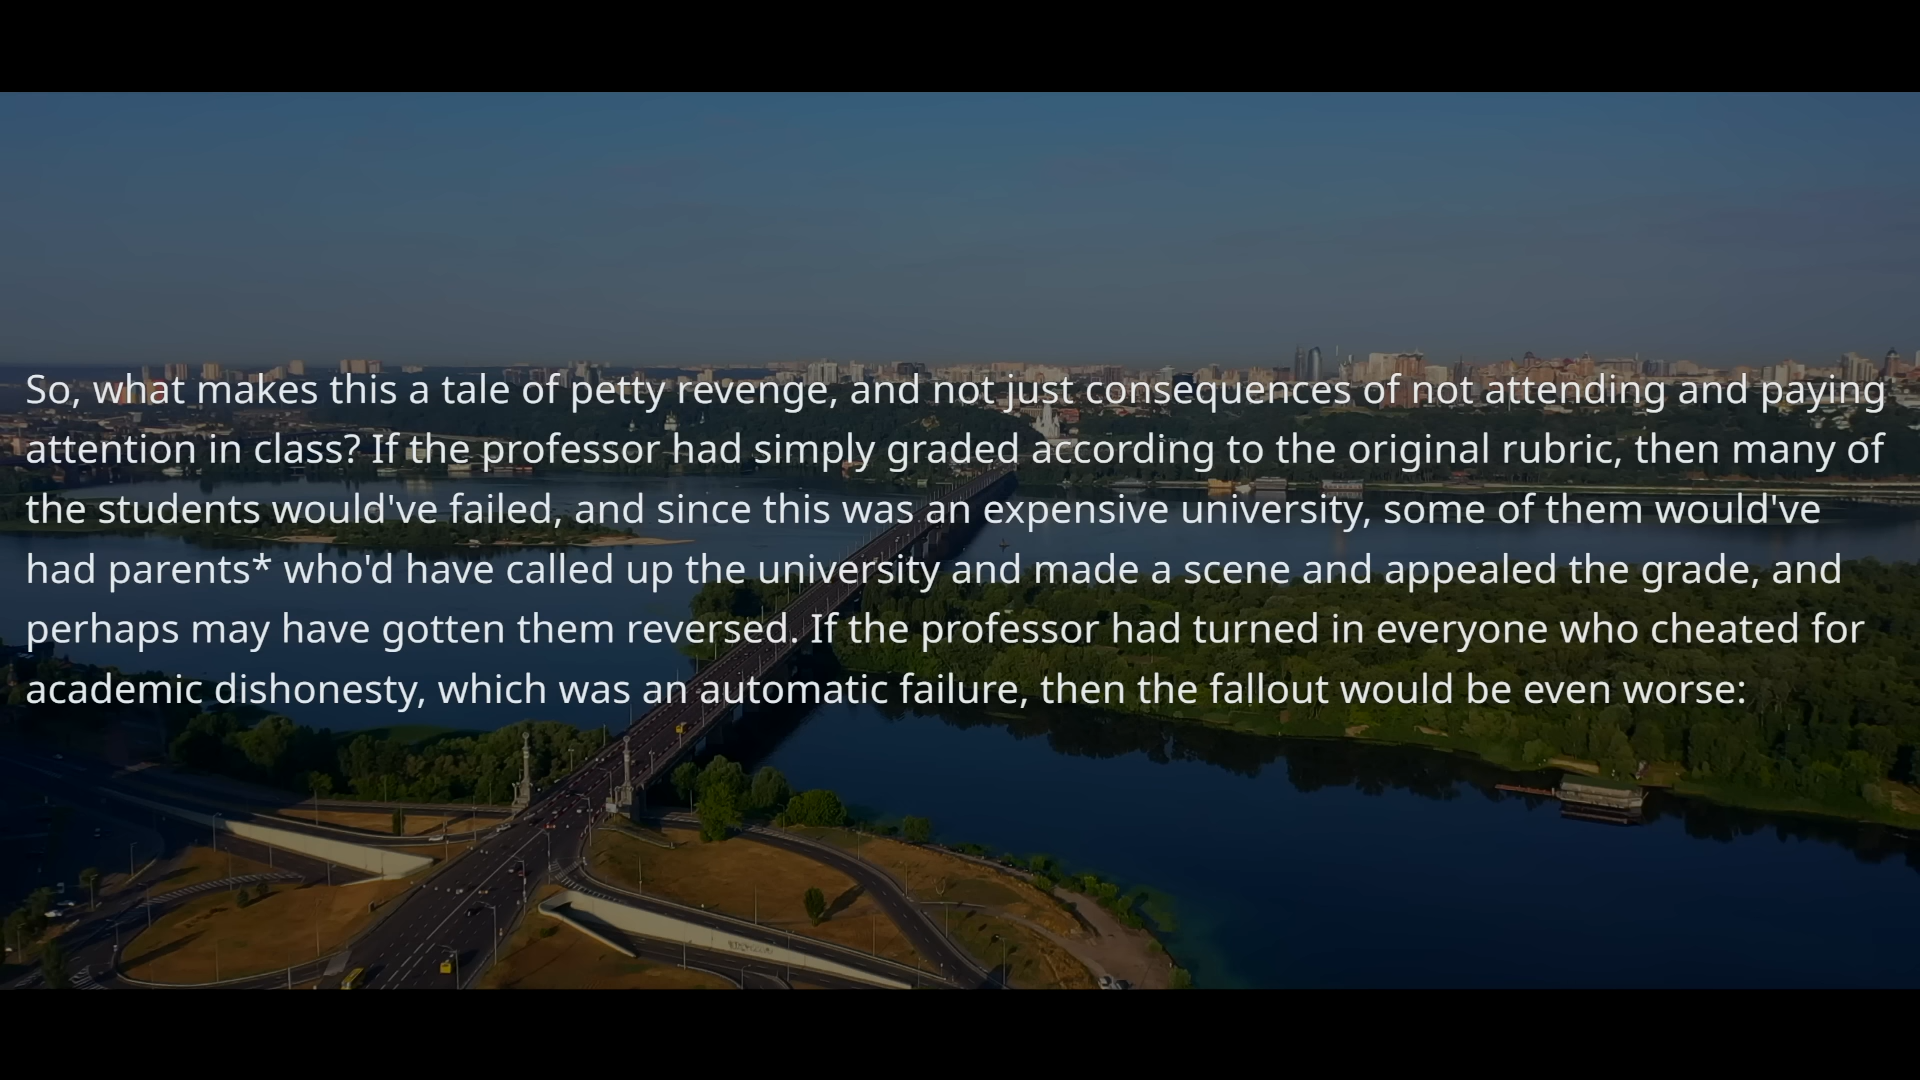 So, what makes this a tale of petty revenge, and not just consequences of not attending and paying
attention in class? If the professor had simply graded according to the original rubric, then many of
the students would've failed, and since this was an expensive university, some of them would've
had parents* who'd have called up the university and made a scene and appealed the grade, and
perhaps may have gotten them reversed. If the professor had turned in everyone who cheated for
academic dishonesty, which was an automatic failure, then the fallout would be even worse: